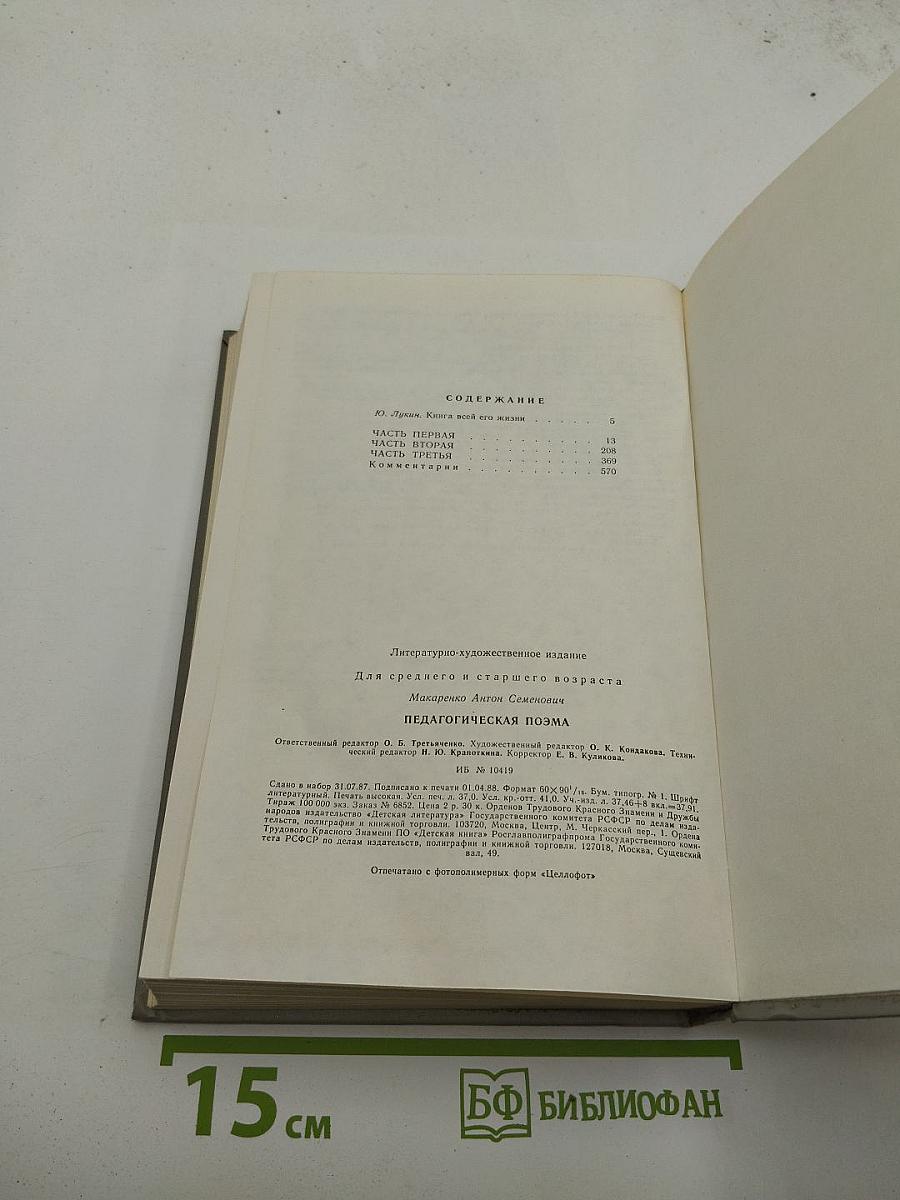 СОДЕРЖАНИЕ
Ю. Лукин. Книга всей его жизни . . . . . 5
ЧАСТЬ ПЕРВАЯ . . . . . . . . . . 13
ЧАСТЬ ВТОРАЯ . . . . . . . . . . 208
ЧАСТЬ ТРЕТЬЯ . . . . . . . . . . 369
Комментарии . . . . . . . . . . 570
Литературно-художественное издание
Для среднего и старшего возраста
Макаренко Антон Семенович
ПЕДАГОГИЧЕСКАЯ ПОЭМА
Ответственный редактор О. Б. Третьяченко. Художественный редактор О. К. Кондакова. Техни-
ческий редактор Н. Ю. Крапоткина. Корректор Е. В. Куликова.
ИБ № 10419
Сдано в набор 31.07.87. Подписано к печати 01.04.88. Формат 60×90¹/₁₆. Бум. типогр. № 1. Шрифт
литературный. Печать высокая. Усл. печ. л. 37,0. Усл. кр.-отт. 41,0. Уч.-изд. л. 37,46+8 вкл.=37,91.
Тираж 100 000 экз. Заказ № 6852. Цена 2 р. 30 к. Орденов Трудового Красного Знамени и Дружбы
народов издательство «Детская литература» Государственного комитета РСФСР по делам изда-
тельств, полиграфии и книжной торговли. 103720, Москва, Центр, М. Черкасский пер., 1. Ордена
Трудового Красного Знамени ПО «Детская книга» Росглавполиграфпрома Государственного коми-
тета РСФСР по делам издательств, полиграфии и книжной торговли. 127018, Москва, Сущевский
вал, 49.
Отпечатано с фотополимерных форм «Целлофот»
15 см
БФ БИБЛИОФАН